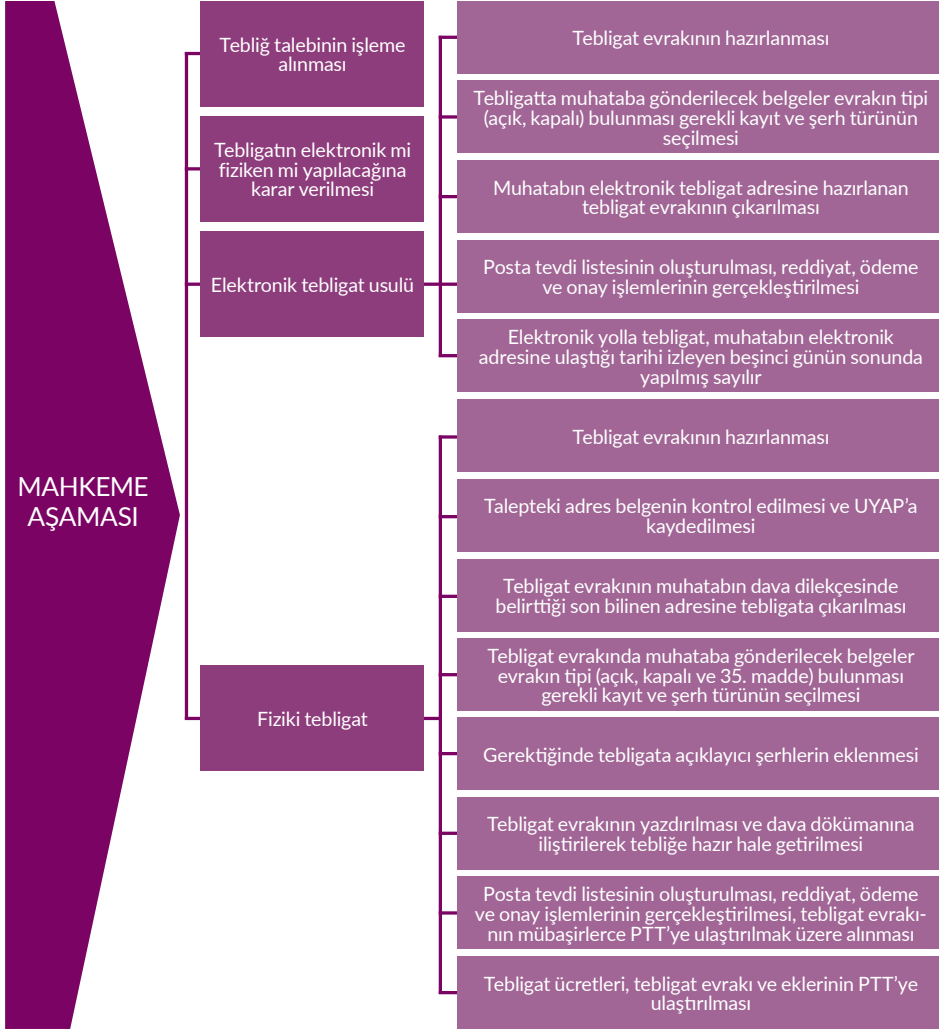 MAHKEME
AŞAMASI
Tebliğ talebinin işleme
alınması
Tebligatın elektronik mi
fiziken mi yapılacağına
karar verilmesi
Elektronik tebligat usulü
Tebligat evrakının hazırlanması
Tebligatta muhataba gönderilecek belgeler evrakın tipi
(açık, kapalı) bulunması gerekli kayıt ve şerh türünün
seçilmesi
Muhatabın elektronik tebligat adresine hazırlanan
tebligat evrakının çıkarılması
Posta tevdi listesinin oluşturulması, reddiyat, ödeme
ve onay işlemlerinin gerçekleştirilmesi
Elektronik yolla tebligat, muhatabın elektronik
adresine ulaştığı tarihi izleyen beşinci günün sonunda
yapılmış sayılır
Fiziki tebligat
Tebligat evrakının hazırlanması
Talepteki adres belgenin kontrol edilmesi ve UYAP’a
kaydedilmesi
Tebligat evrakının muhatabın dava dilekçesinde
belirttiği son bilinen adresine tebligata çıkarılması
Tebligat evrakında muhataba gönderilecek belgeler
evrakın tipi (açık, kapalı ve 35. madde) bulunması
gerekli kayıt ve şerh türünün seçilmesi
Gerektiğinde tebligata açıklayıcı şerhlerin eklenmesi
Tebligat evrakının yazdırılması ve dava dökümanına
iliştirilerek tebliğe hazır hale getirilmesi
Posta tevdi listesinin oluşturulması, reddiyat, ödeme
ve onay işlemlerinin gerçekleştirilmesi, tebligat evrakı-
nın mübaşirlerce PTT’ye ulaştırılmak üzere alınması
Tebligat ücretleri, tebligat evrakı ve eklerinin PTT’ye
ulaştırılması